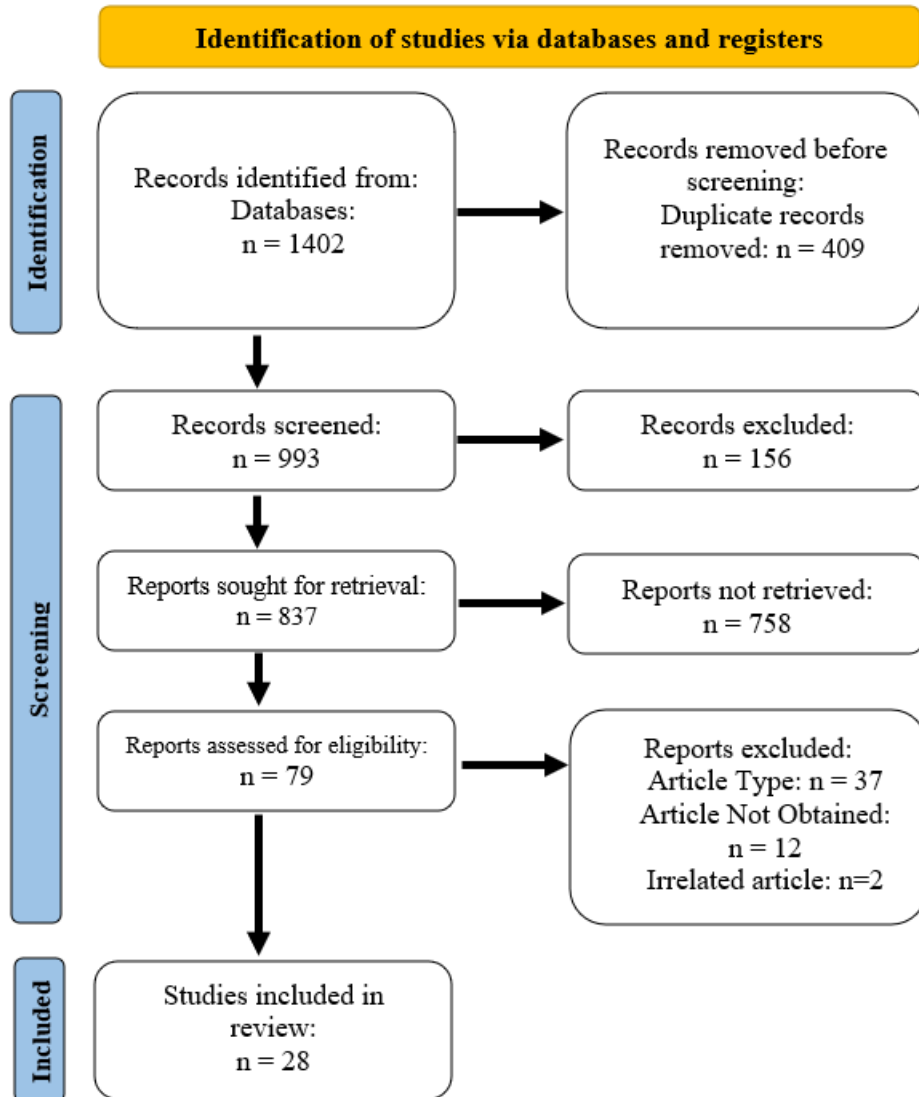 Identification of studies via databases and registers
Identification
Records identified from:
Databases:
n = 1402
Records removed before
screening:
Duplicate records
removed: n = 409
Screening
Records screened:
n = 993
Records excluded:
n = 156
Reports sought for retrieval:
n = 837
Reports not retrieved:
n = 758
Reports assessed for eligibility:
n = 79
Reports excluded:
Article Type: n = 37
Article Not Obtained:
n = 12
Irrelated article: n=2
Included
Studies included in
review:
n = 28